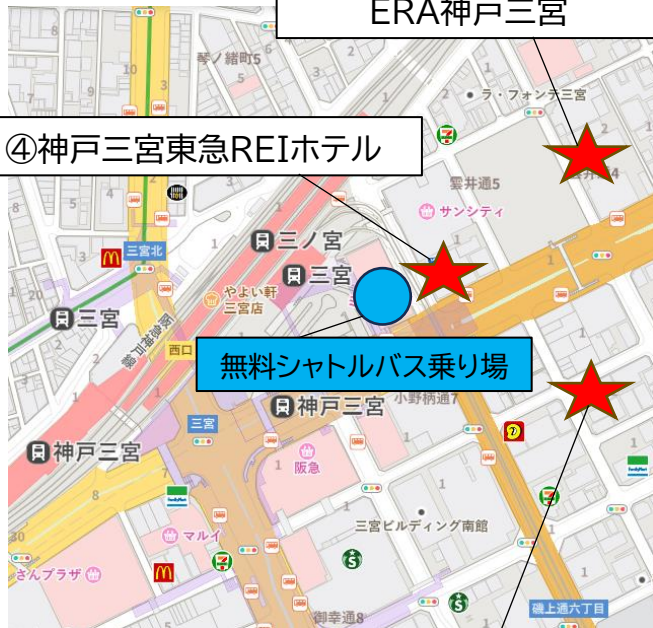 ERA神戸三宮
琴ノ緒町5
ラ・フォンテ三宮
④神戸三宮東急REIホテル
雲井通5
サンシティ
三ノ宮
三宮北
三宮
やよい軒
三宮店
三宮
阪急神戸線
西口
無料シャトルバス乗り場
神戸三宮
小野柄通7
三宮
神戸三宮
阪急
FamilyMart
三宮ビルディング南館
マルイ
さんプラザ
御幸通8
磯上通六丁目